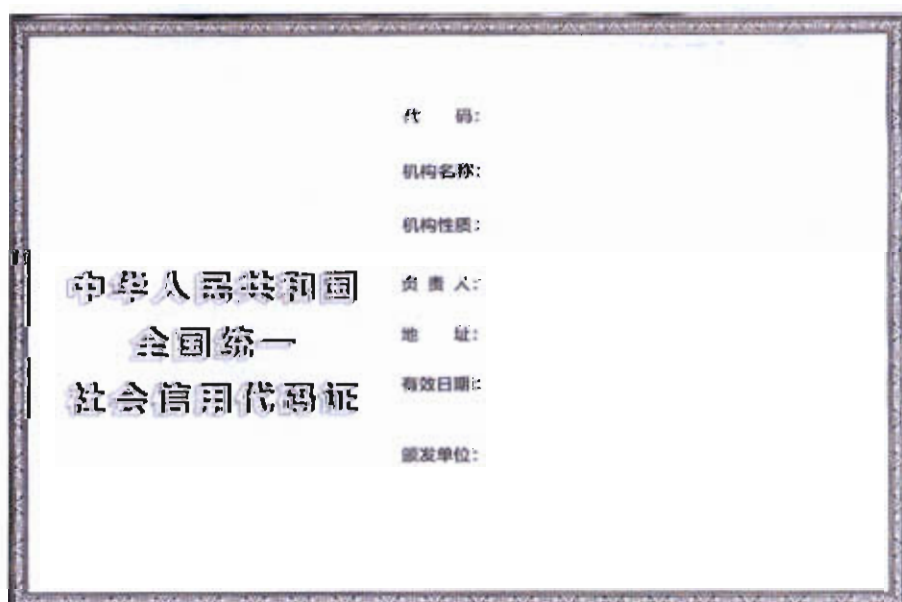 中华人民共和国
全国统一
社会信用代码证
代 码:
机构名称:
机构性质:
负 责 人:
地 址:
有效日期:
颁发单位: